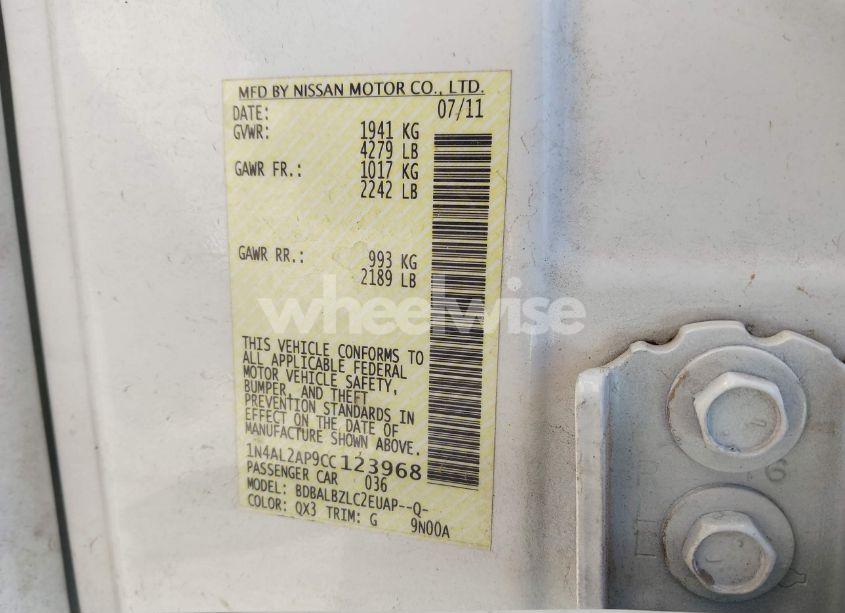 MFD BY NISSAN MOTOR CO., LTD.
DATE: 07/11
GVWR: 1941 KG
4279 LB
GAWR FR.: 1017 KG
2242 LB
GAWR RR.: 993 KG
2189 LB
wheelwise
THIS VEHICLE CONFORMS TO
ALL APPLICABLE FEDERAL
MOTOR VEHICLE SAFETY,
BUMPER, AND THEFT
PREVENTION STANDARDS IN
EFFECT ON THE DATE OF
MANUFACTURE SHOWN ABOVE.
1N4AL2AP9CC123968
PASSENGER CAR 036
MODEL: BDBALBZLC2EUAP--Q-
COLOR: QX3 TRIM: G 9N00A